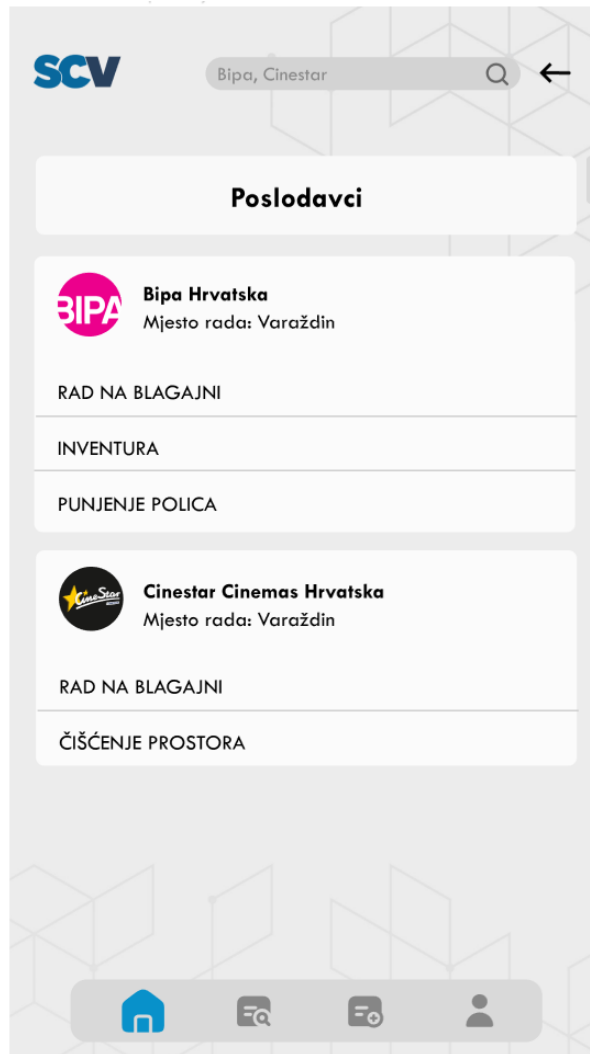 SCV
Bipa, Cinestar
Poslodavci
BIPA
Bipa Hrvatska
Mjesto rada: Varaždin
RAD NA BLAGAJNI
INVENTURA
PUNJENJE POLICA
CineStar
Cinestar Cinemas Hrvatska
Mjesto rada: Varaždin
RAD NA BLAGAJNI
ČIŠĆENJE PROSTORA